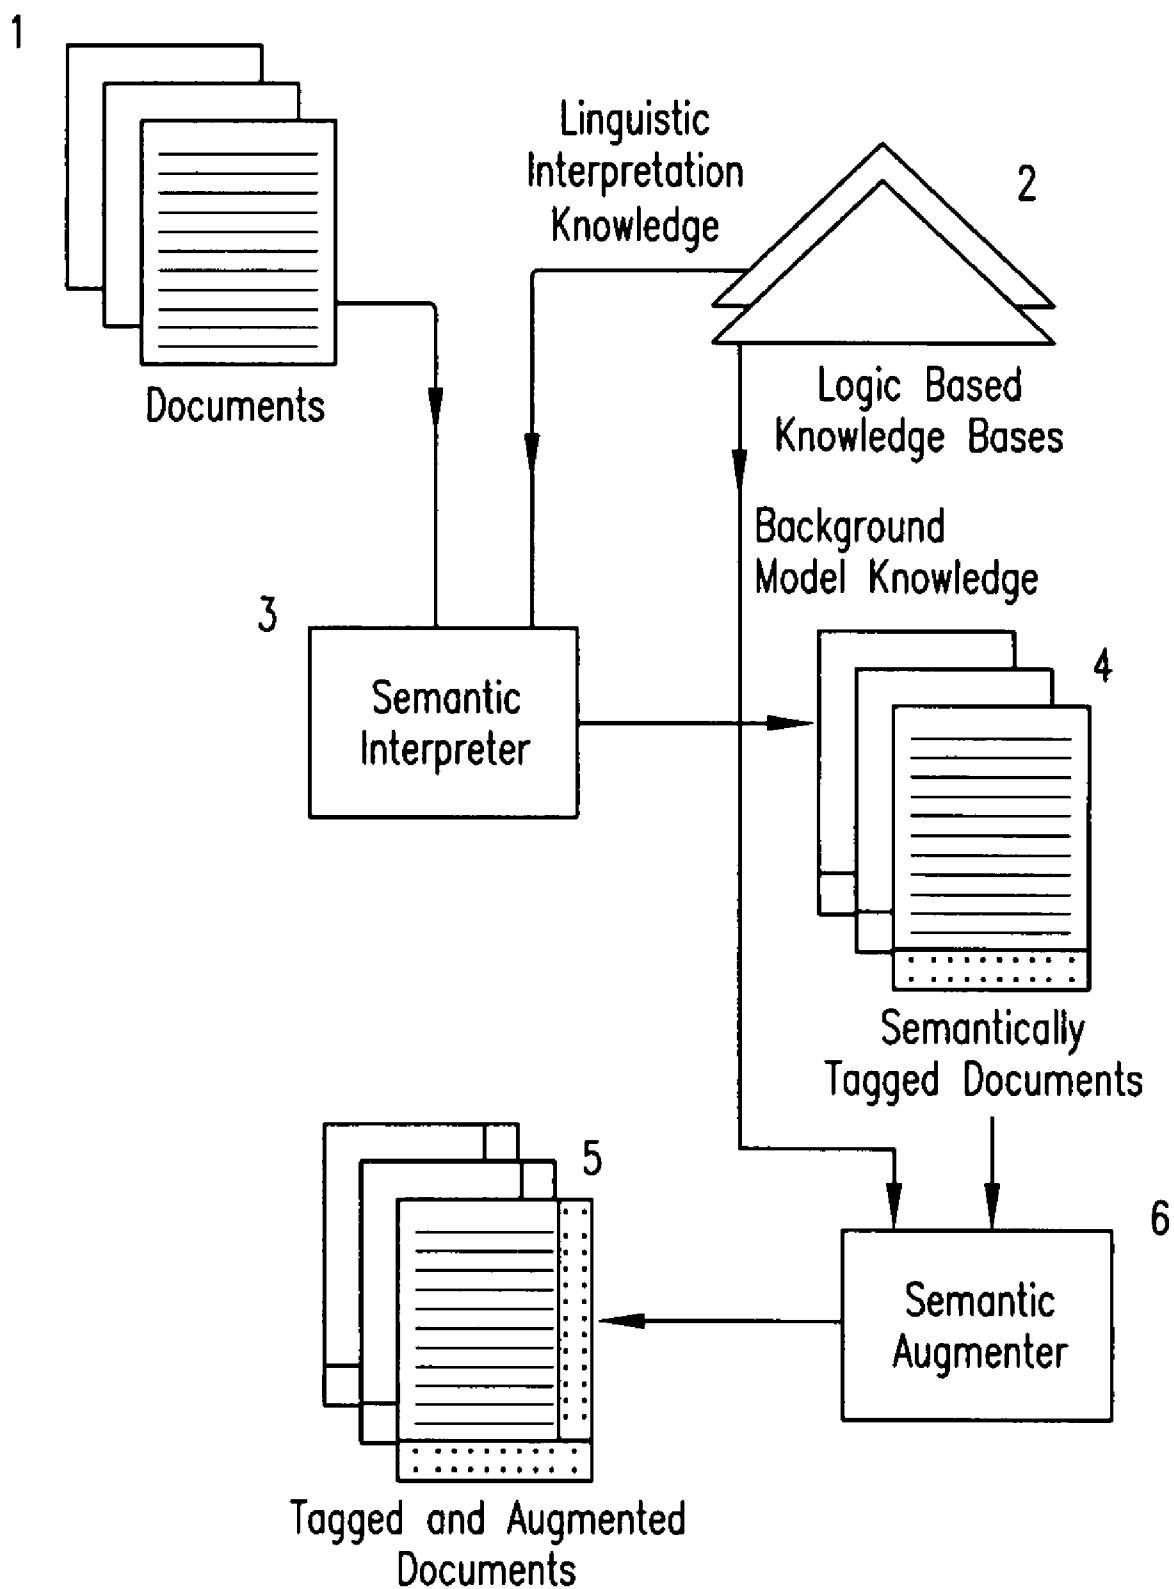 1
Linguistic
Interpretation
Knowledge
2
Documents
Logic Based
Knowledge Bases
Background
Model Knowledge
3
Semantic
Interpreter
4
Semantically
Tagged Documents
5
6
Semantic
Augmenter
Tagged and Augmented
Documents